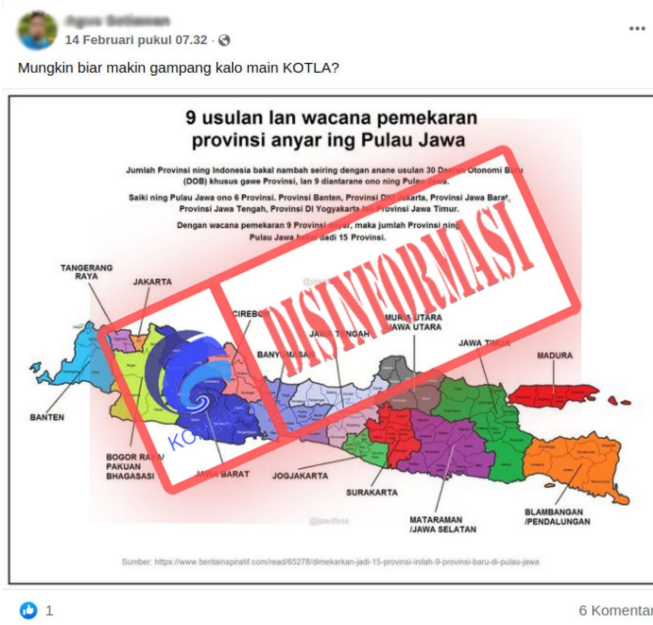 14 Februari pukul 07.32 ·
Mungkin biar makin gampang kalo main KOTLA?
9 usulan lan wacana pemekaran
provinsi anyar ing Pulau Jawa
Jumlah Provinsi ning Indonesia bakal nambah seiring dengan anane usulan 30 Daerah Otonomi Baru
(DOB) khusus gawe Provinsi, lan 9 diantarane ono ning Pulau Jawa.
Saiki ning Pulau Jawa ono 6 Provinsi. Provinsi Banten, Provinsi DKI Jakarta, Provinsi Jawa Barat,
Provinsi Jawa Tengah, Provinsi DI Yogyakarta lan Provinsi Jawa Timur.
Dengan wacana pemekaran 9 Provinsi anyar, maka jumlah Provinsi ning
Pulau Jawa bakal dadi 15 Provinsi.
DISINFORMASI
TANGERANG
RAYA
JAKARTA
CIREBON
BANYUMASAN
JAWA TENGAH
MURIA UTARA
/JAWA UTARA
JAWA TIMUR
MADURA
BANTEN
BOGOR RAYA/
PAKUAN
BHAGASASI
JAWA BARAT
JOGJAKARTA
SURAKARTA
MATARAMAN
/JAWA SELATAN
BLAMBANGAN
/PENDALUNGAN
@jawafess
Sumber: https://www.beritainspiratif.com/read/65278/dimekarkan-jadi-15-provinsi-inilah-9-provinsi-baru-di-pulau-jawa
1
6 Komentar